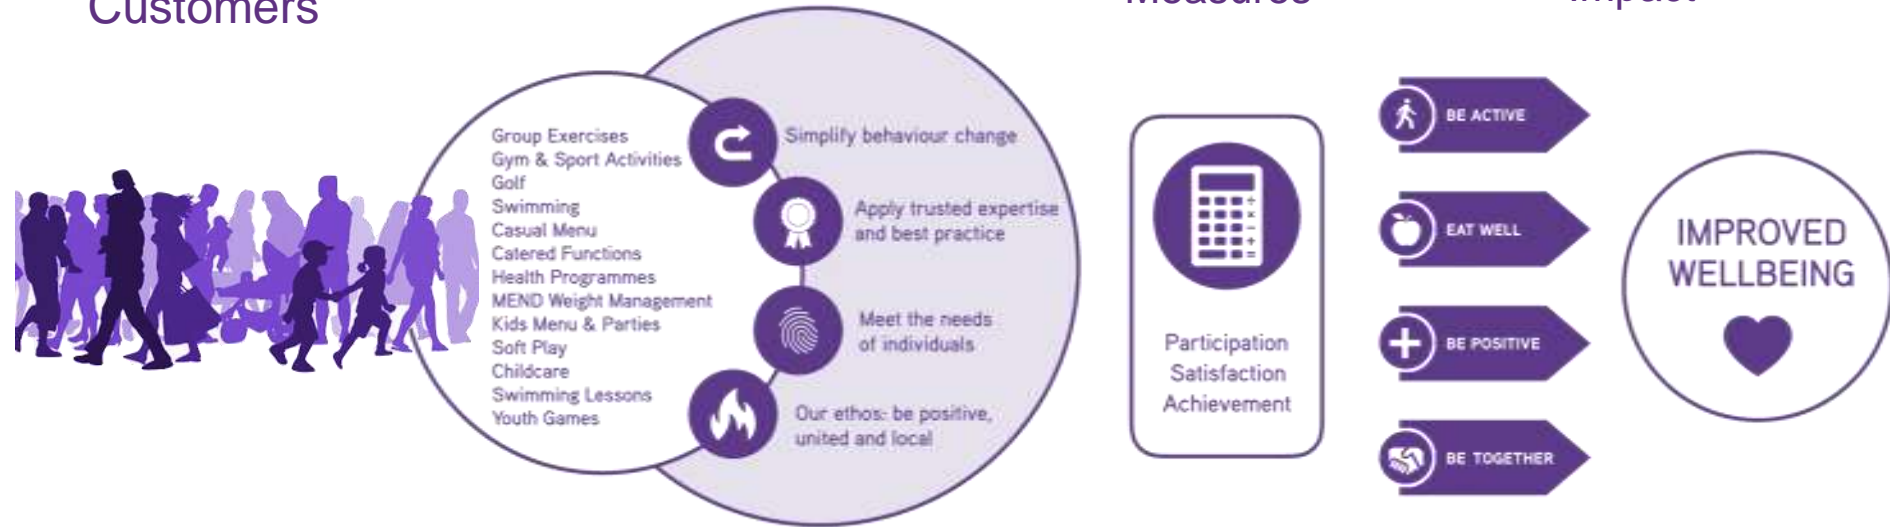 Customers
Measures
Impact
Group Exercises
Gym & Sport Activities
Golf
Swimming
Casual Menu
Catered Functions
Health Programmes
MEND Weight Management
Kids Menu & Parties
Soft Play
Childcare
Swimming Lessons
Youth Games
Simplify behaviour change
Apply trusted expertise
and best practice
Meet the needs
of individuals
Our ethos: be positive,
united and local
Participation
Satisfaction
Achievement
BE ACTIVE
EAT WELL
BE POSITIVE
BE TOGETHER
IMPROVED
WELLBEING